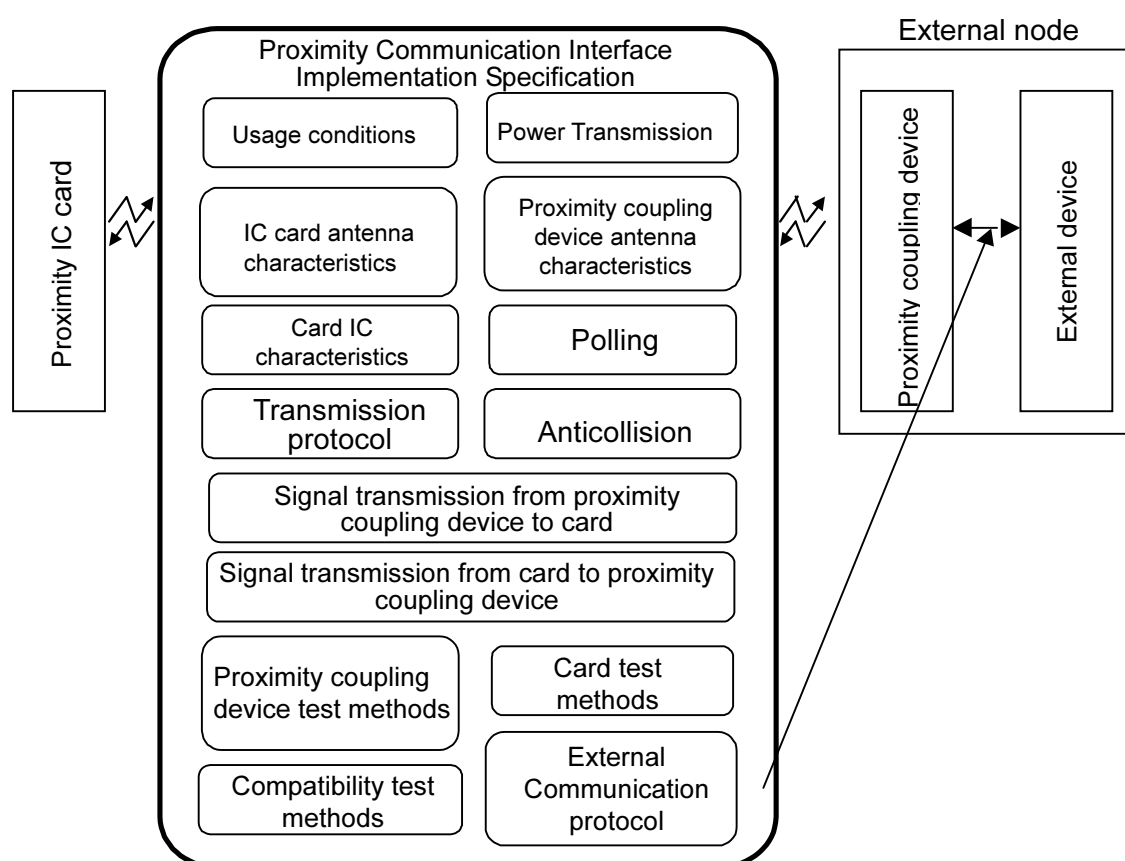 Proximity Communication Interface
Implementation Specification
External node
Proximity IC card
Usage conditions
Power Transmission
IC card antenna
characteristics
Proximity coupling
device antenna
characteristics
Card IC
characteristics
Polling
Transmission
protocol
Anticollision
Signal transmission from proximity
coupling device to card
Signal transmission from card to proximity
coupling device
Proximity coupling
device test methods
Card test
methods
Compatibility test
methods
External
Communication
protocol
Proximity coupling device
External device